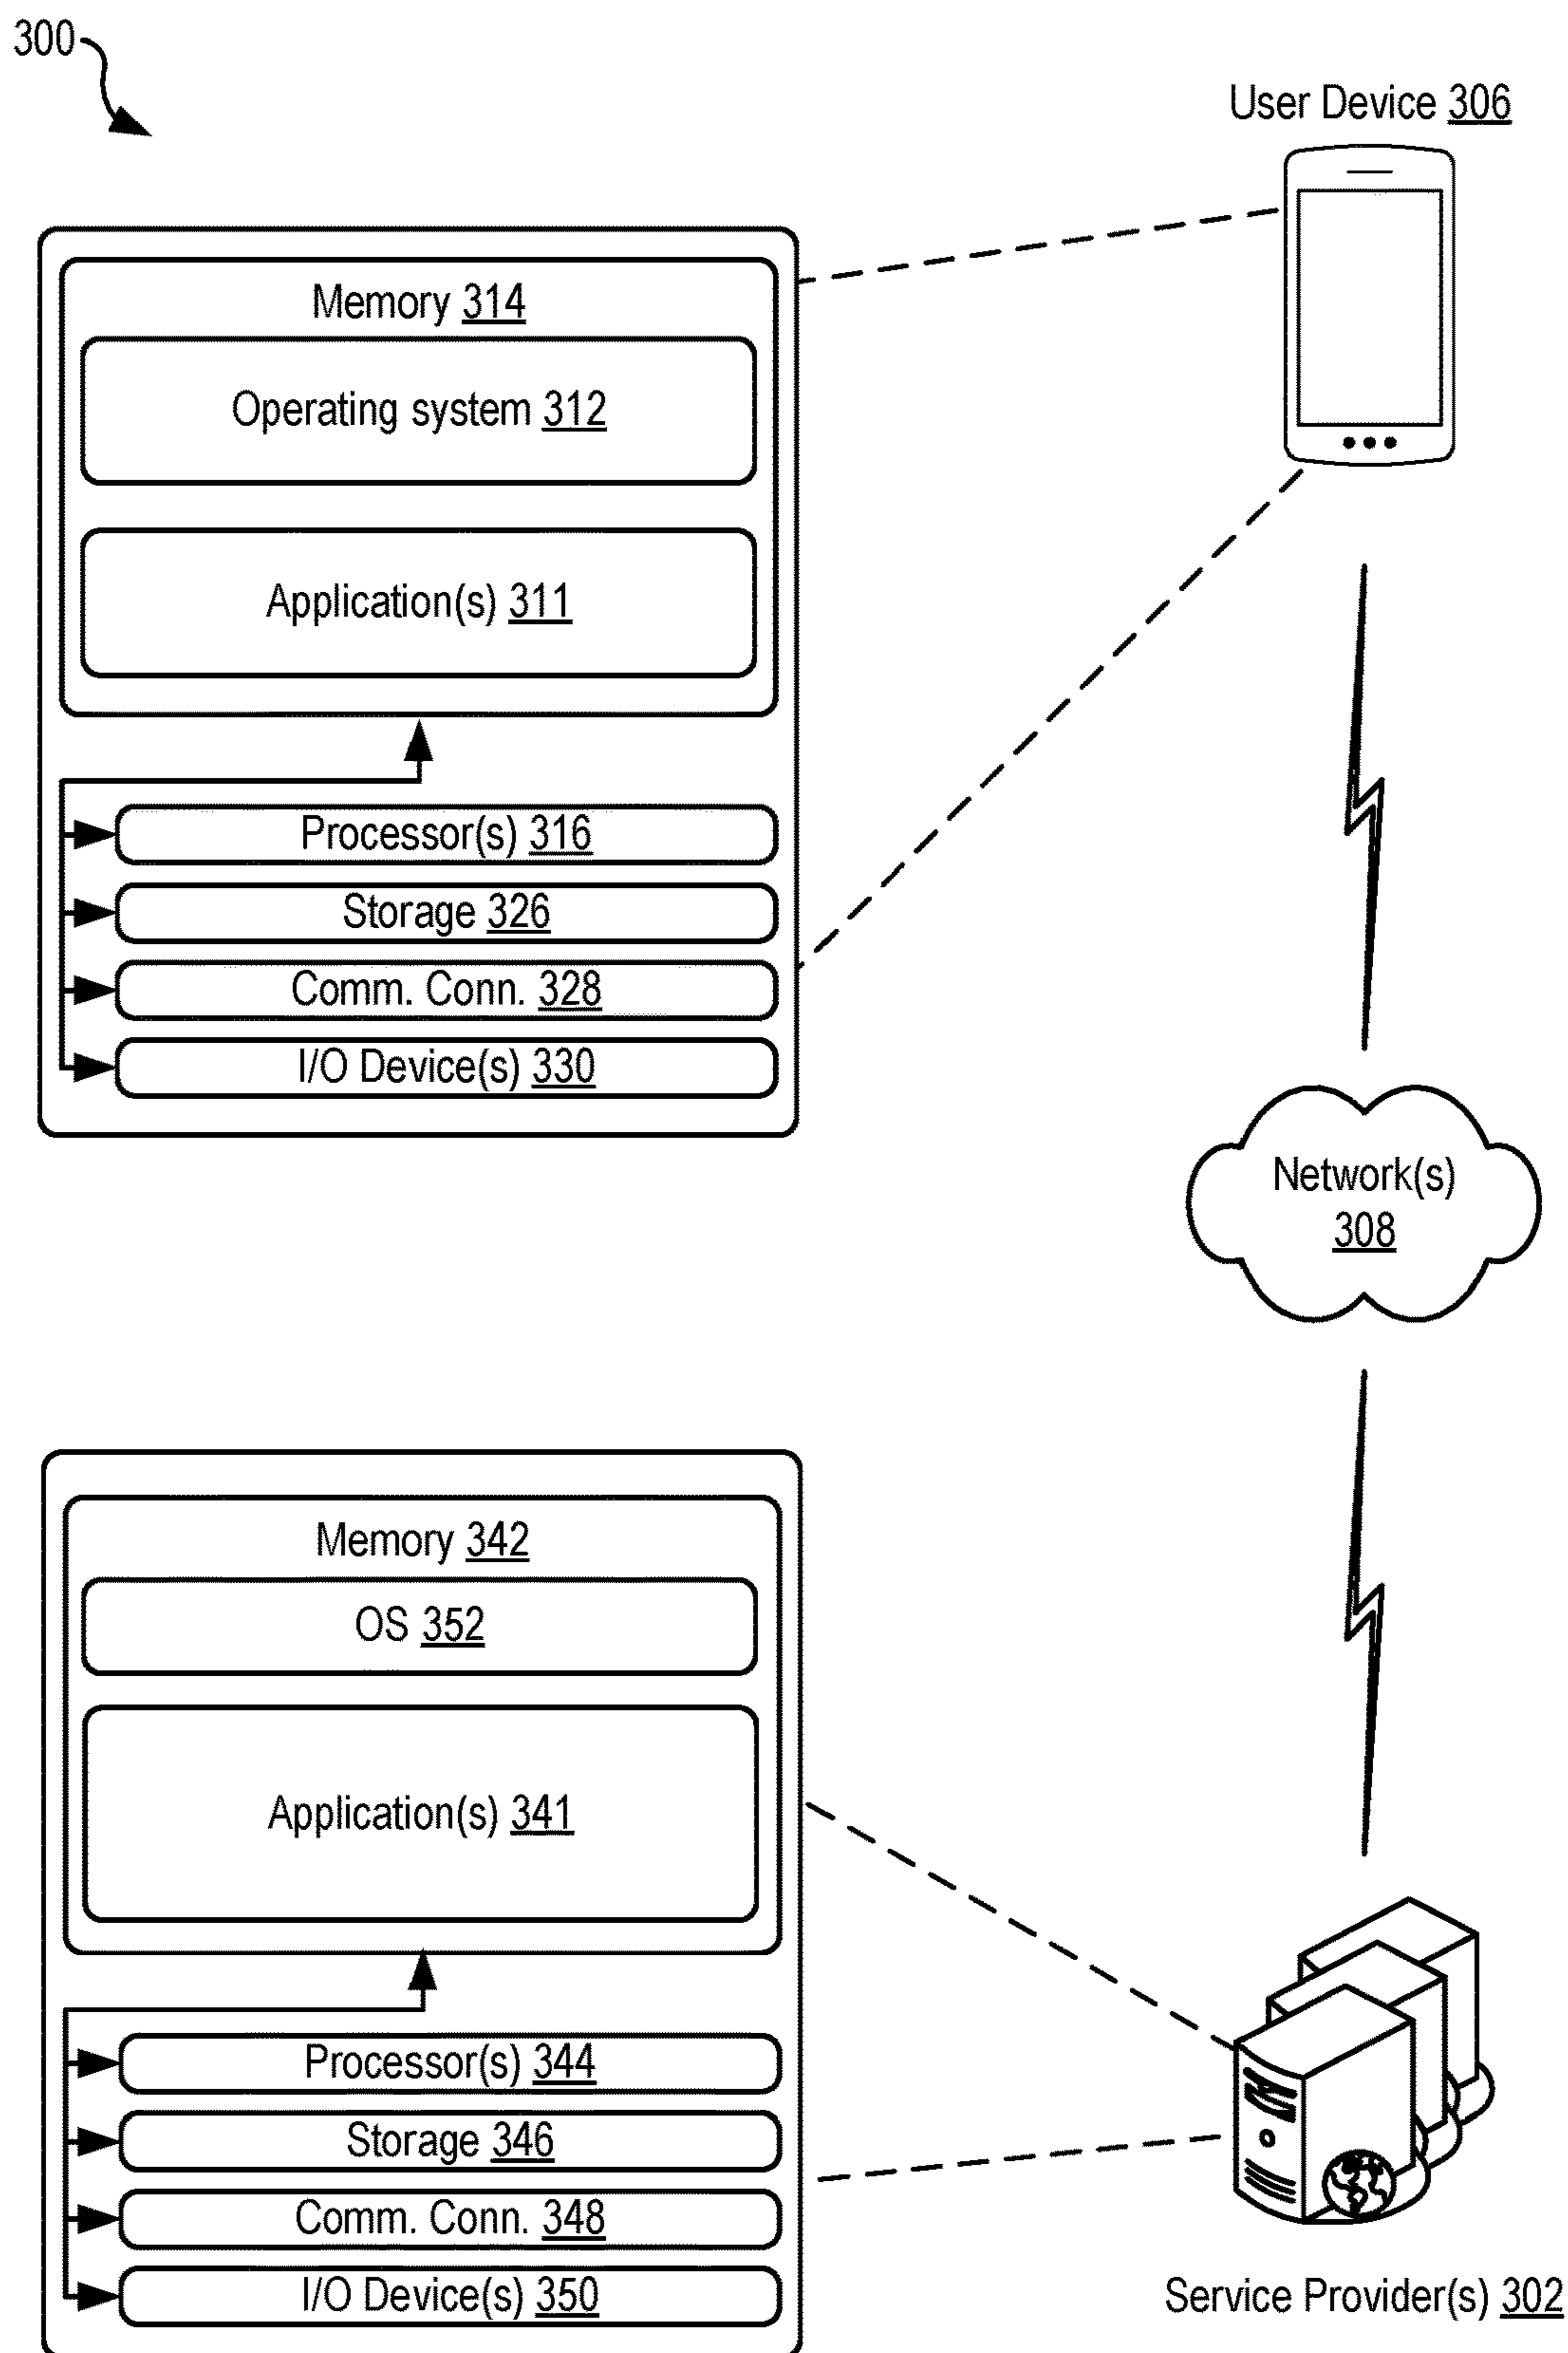 300
User Device 306
Memory 314
Operating system 312
Application(s) 311
Processor(s) 316
Storage 326
Comm. Conn. 328
I/O Device(s) 330
Network(s)
308
Memory 342
OS 352
Application(s) 341
Processor(s) 344
Storage 346
Comm. Conn. 348
I/O Device(s) 350
Service Provider(s) 302